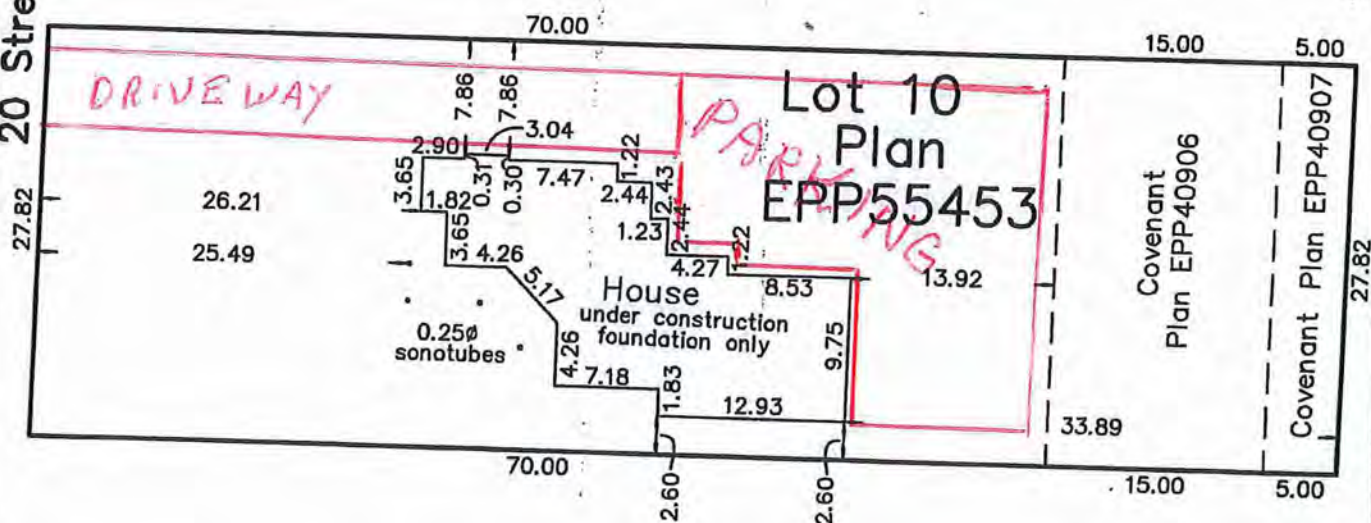 20 Stre
70.00
15.00
5.00
DRIVEWAY
7.86
7.86
3.04
2.90
0.31
0.30
7.47
1.22
2.44
2.43
1.23
2.44
4.27
1.22
8.53
3.65
1.82
3.65
4.26
5.17
4.26
7.18
1.83
12.93
9.75
26.21
25.49
27.82
0.25ø
sonotubes
House
under construction
foundation only
PARKING
Lot 10
Plan
EPP55453
13.92
33.89
Covenant
Plan EPP40906
Covenant Plan EPP40907
27.82
70.00
2.60
2.60
15.00
5.00